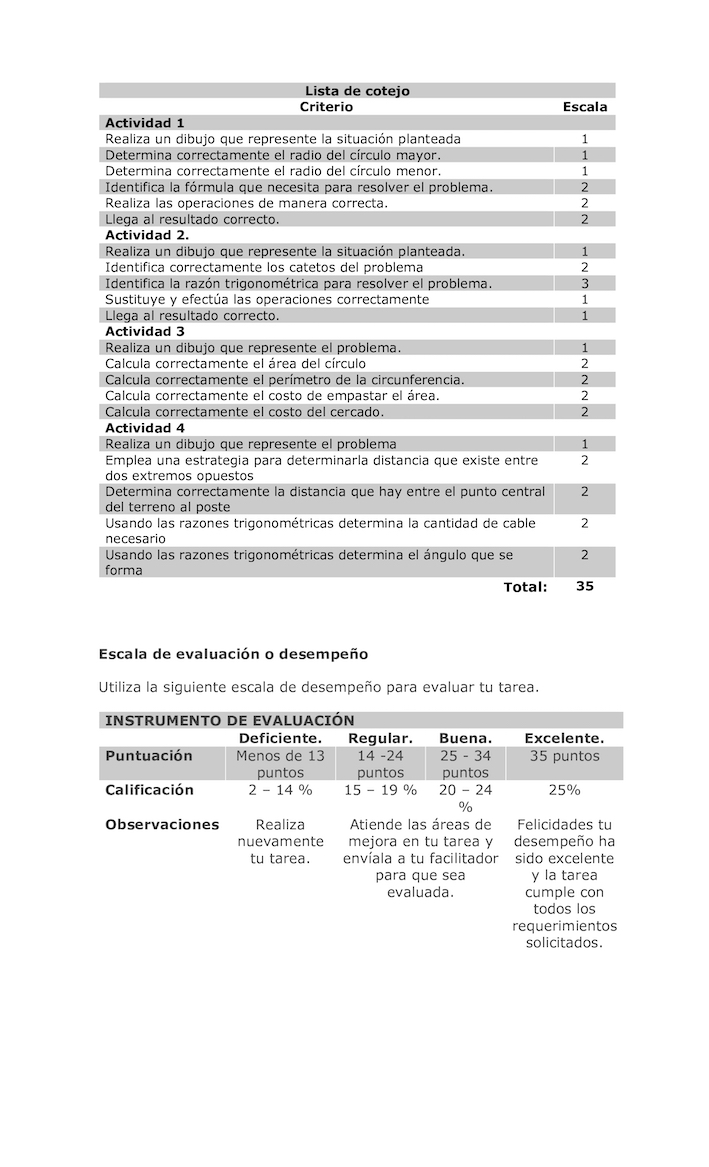 Lista de cotejo
Criterio Escala
Actividad 1
Realiza un dibujo que represente la situación planteada 1
Determina correctamente el radio del círculo mayor. 1
Determina correctamente el radio del círculo menor. 1
Identifica la fórmula que necesita para resolver el problema. 2
Realiza las operaciones de manera correcta. 2
Llega al resultado correcto. 2
Actividad 2.
Realiza un dibujo que represente la situación planteada. 1
Identifica correctamente los catetos del problema 2
Identifica la razón trigonométrica para resolver el problema. 3
Sustituye y efectúa las operaciones correctamente 1
Llega al resultado correcto. 1
Actividad 3
Realiza un dibujo que represente el problema. 1
Calcula correctamente el área del círculo 2
Calcula correctamente el perímetro de la circunferencia. 2
Calcula correctamente el costo de empastar el área. 2
Calcula correctamente el costo del cercado. 2
Actividad 4
Realiza un dibujo que represente el problema 1
Emplea una estrategia para determinarla distancia que existe entre 2
dos extremos opuestos
Determina correctamente la distancia que hay entre el punto central 2
del terreno al poste
Usando las razones trigonométricas determina la cantidad de cable 2
necesario
Usando las razones trigonométricas determina el ángulo que se 2
forma
Total: 35
Escala de evaluación o desempeño
Utiliza la siguiente escala de desempeño para evaluar tu tarea.
INSTRUMENTO DE EVALUACIÓN
Deficiente. Regular. Buena. Excelente.
Puntuación Menos de 13 14 -24 25 - 34 35 puntos
puntos puntos puntos
Calificación 2 – 14 % 15 – 19 % 20 – 24 25%
%
Observaciones Realiza Atiende las áreas de Felicidades tu
nuevamente mejora en tu tarea y desempeño ha
tu tarea. envíala a tu facilitador sido excelente
para que sea y la tarea
evaluada. cumple con
todos los
requerimientos
solicitados.